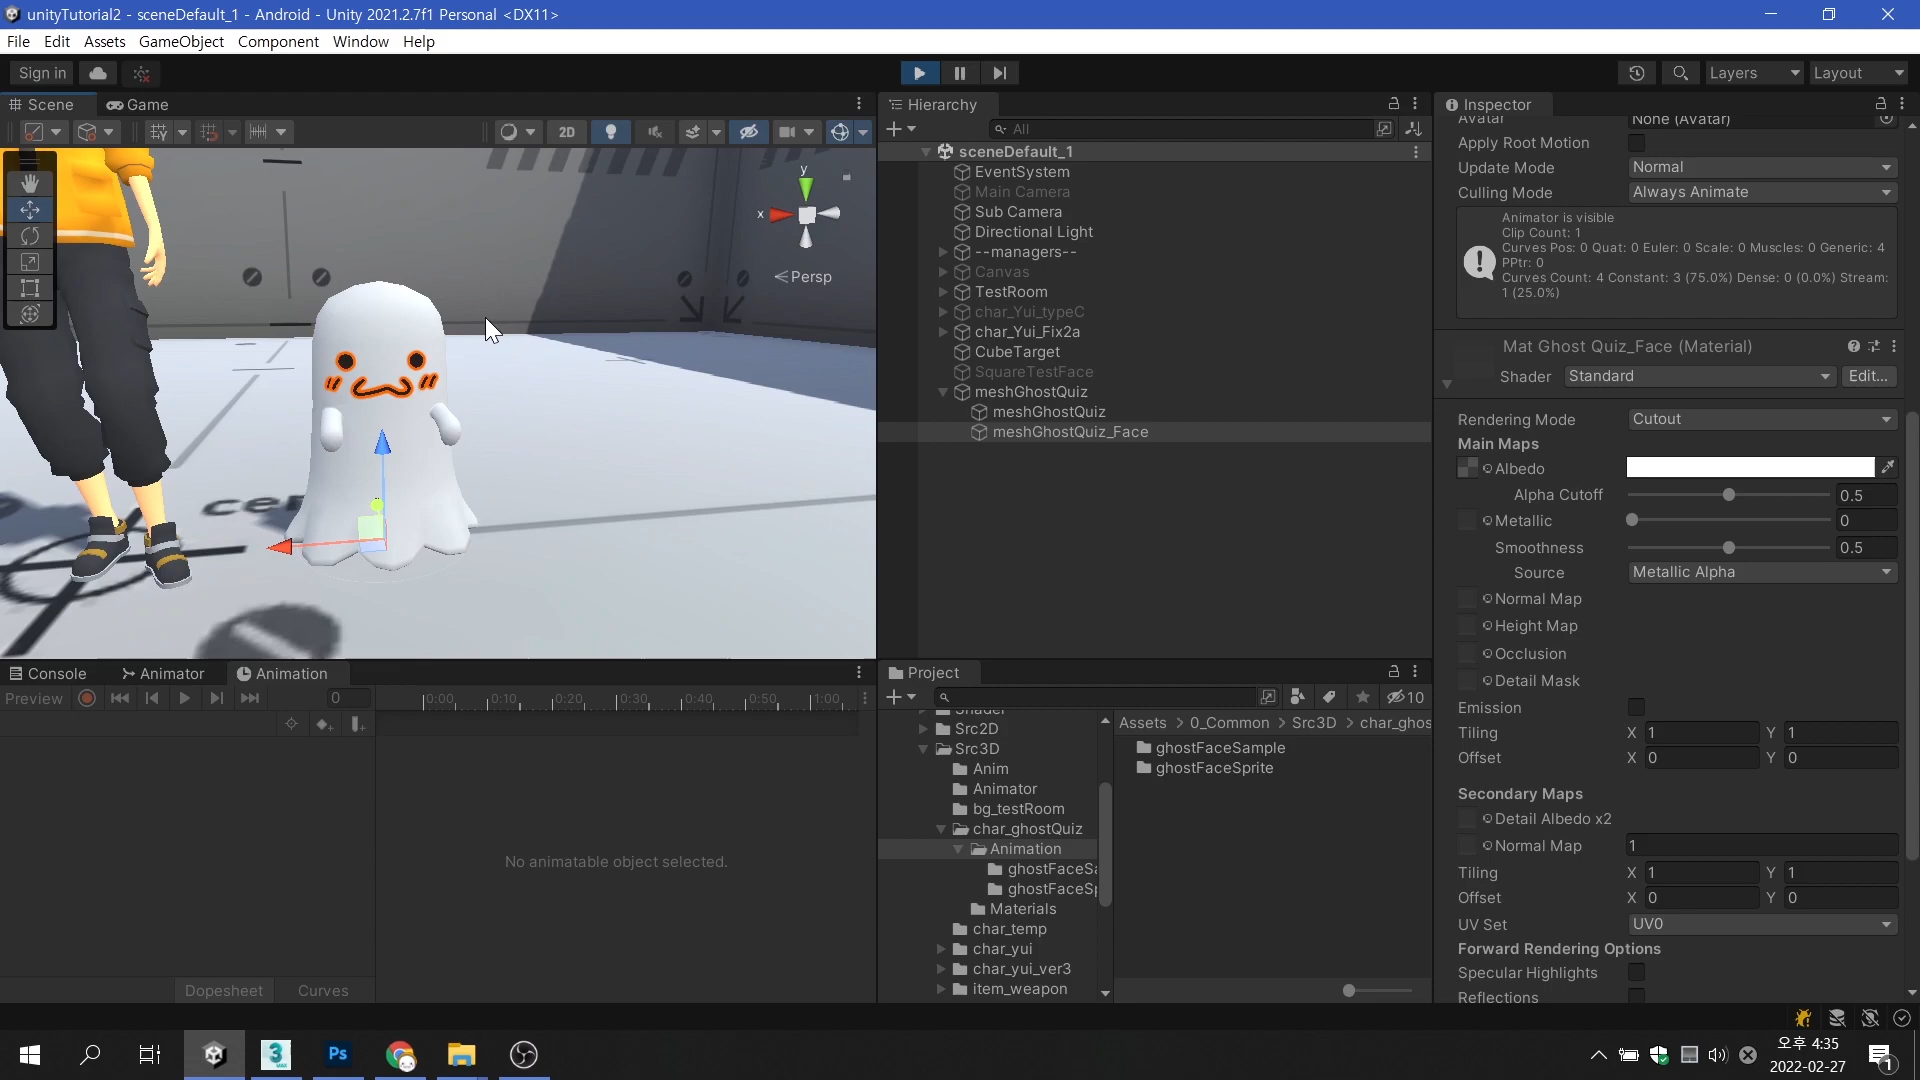 unityTutorial2 - sceneDefault_1 - Android - Unity 2021.2.7f1 Personal <DX11>
File Edit Assets GameObject Component Window Help
Sign in
Layers
Layout
Scene
Game
2D
y
x
Persp
Hierarchy
All
sceneDefault_1
EventSystem
Main Camera
Sub Camera
Directional Light
--managers--
Canvas
TestRoom
char_Yui_typeC
char_Yui_Fix2a
CubeTarget
SquareTestFace
meshGhostQuiz
meshGhostQuiz
meshGhostQuiz_Face
Inspector
Avatar None (Avatar)
Apply Root Motion
Update Mode Normal
Culling Mode Always Animate
Animator is visible
Clip Count: 1
Curves Pos: 0 Quat: 0 Euler: 0 Scale: 0 Muscles: 0 Generic: 4
PPtr: 0
Curves Count: 4 Constant: 3 (75.0%) Dense: 0 (0.0%) Stream:
1 (25.0%)
Mat Ghost Quiz_Face (Material)
Shader Standard Edit...
Rendering Mode Cutout
Main Maps
Albedo
Alpha Cutoff 0.5
Metallic 0
Smoothness 0.5
Source Metallic Alpha
Normal Map
Height Map
Occlusion
Detail Mask
Emission
Tiling X 1 Y 1
Offset X 0 Y 0
Secondary Maps
Detail Albedo x2
Normal Map 1
Tiling X 1 Y 1
Offset X 0 Y 0
UV Set UV0
Forward Rendering Options
Specular Highlights
Reflections
Console
Animator
Animation
Preview 0 0:00 0:10 0:20 0:30 0:40 0:50 1:00
No animatable object selected.
Dopesheet Curves
Project
10
Shader
Src2D
Src3D
Anim
Animator
bg_testRoom
char_ghostQuiz
Animation
ghostFaceSa
ghostFaceSp
Materials
char_temp
char_yui
char_yui_ver3
item_weapon
Assets > 0_Common > Src3D > char_ghos
ghostFaceSample
ghostFaceSprite
3
MAX
Ps
오후 4:35
2022-02-27
1